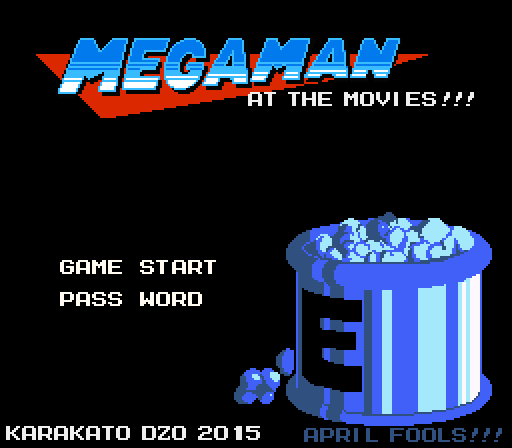 MEGAMAN
AT THE MOVIES!!!
GAME START
PASS WORD
E
KARAKATO DZO 2015
APRIL FOOLS!!!